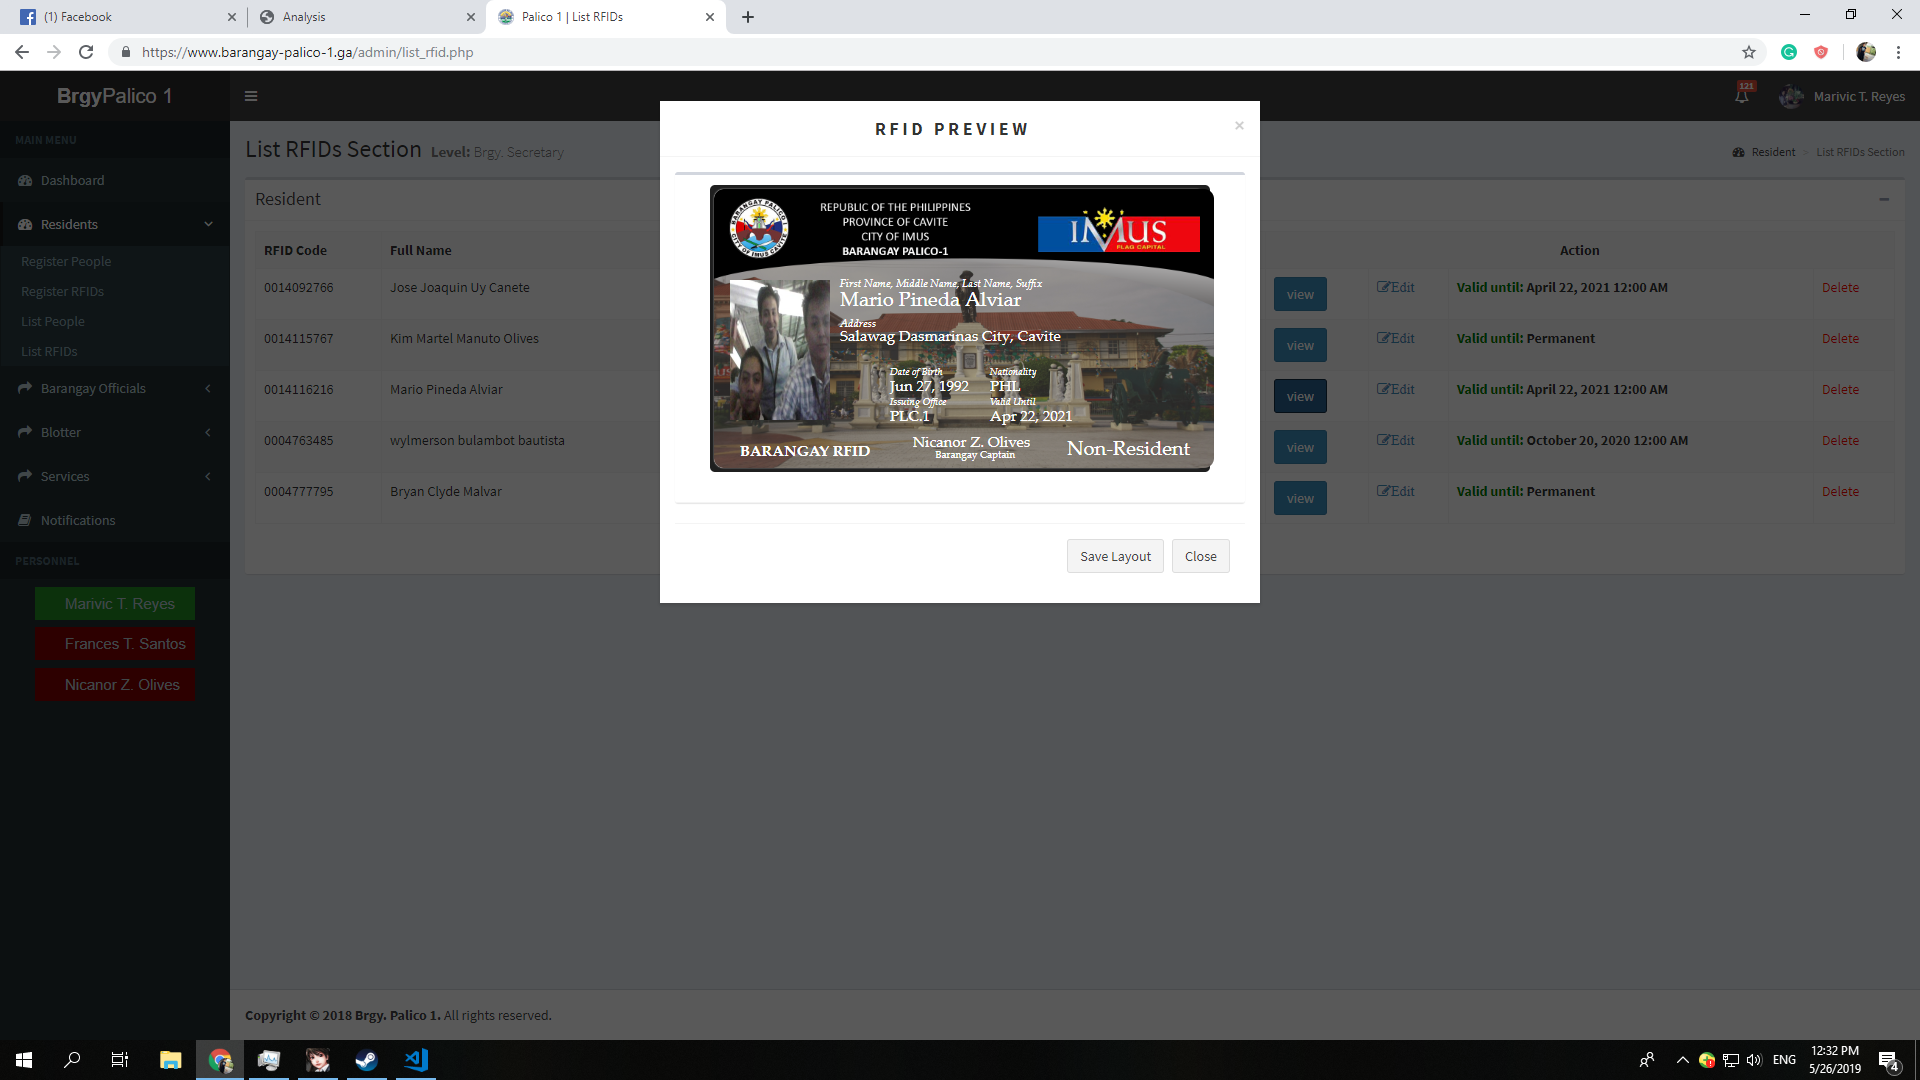 (1) Facebook
Analysis
Palico 1 | List RFIDs
https://www.barangay-palico-1.ga/admin/list_rfid.php
BrgyPalico 1
121
Marivic T. Reyes
MAIN MENU
Dashboard
Residents
Register People
Register RFIDs
List People
List RFIDs
Barangay Officials
Blotter
Services
Notifications
PERSONNEL
Marivic T. Reyes
Frances T. Santos
Nicanor Z. Olives
List RFIDs Section Level: Brgy. Secretary
Resident > List RFIDs Section
Resident
RFID Code Full Name Action
0014092766 Jose Joaquin Uy Canete view Edit Valid until: April 22, 2021 12:00 AM Delete
0014115767 Kim Martel Manuto Olives view Edit Valid until: Permanent Delete
0014116216 Mario Pineda Alviar view Edit Valid until: April 22, 2021 12:00 AM Delete
0004763485 wylmerson bulambot bautista view Edit Valid until: October 20, 2020 12:00 AM Delete
0004777795 Bryan Clyde Malvar view Edit Valid until: Permanent Delete
RFID PREVIEW
×
BARANGAY PALICO I
CITY OF IMUS CAVITE
REPUBLIC OF THE PHILIPPINES
PROVINCE OF CAVITE
CITY OF IMUS
BARANGAY PALICO-1
IMUS
FLAG CAPITAL
First Name, Middle Name, Last Name, Suffix
Mario Pineda Alviar
Address
Salawag Dasmarinas City, Cavite
Date of Birth Nationality
Jun 27, 1992 PHL
Issuing Office Valid Until
PLC.1 Apr 22, 2021
BARANGAY RFID
Nicanor Z. Olives
Barangay Captain
Non-Resident
Save Layout
Close
Copyright © 2018 Brgy. Palico 1. All rights reserved.
ENG
12:32 PM
5/26/2019
4